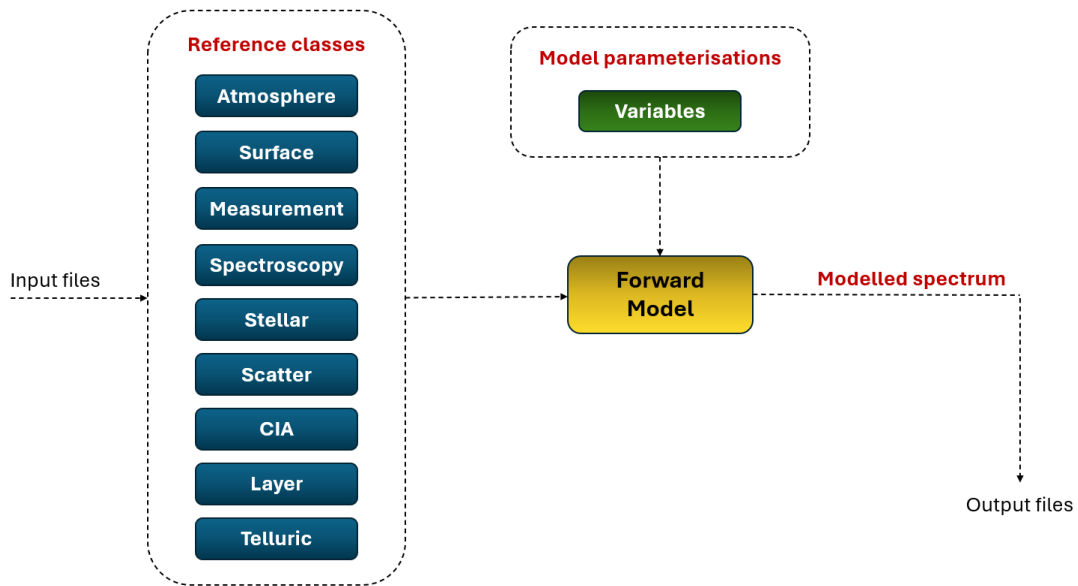 Reference classes
Atmosphere
Surface
Measurement
Spectroscopy
Stellar
Scatter
CIA
Layer
Telluric
Input files
Model parameterisations
Variables
Forward
Model
Modelled spectrum
Output files